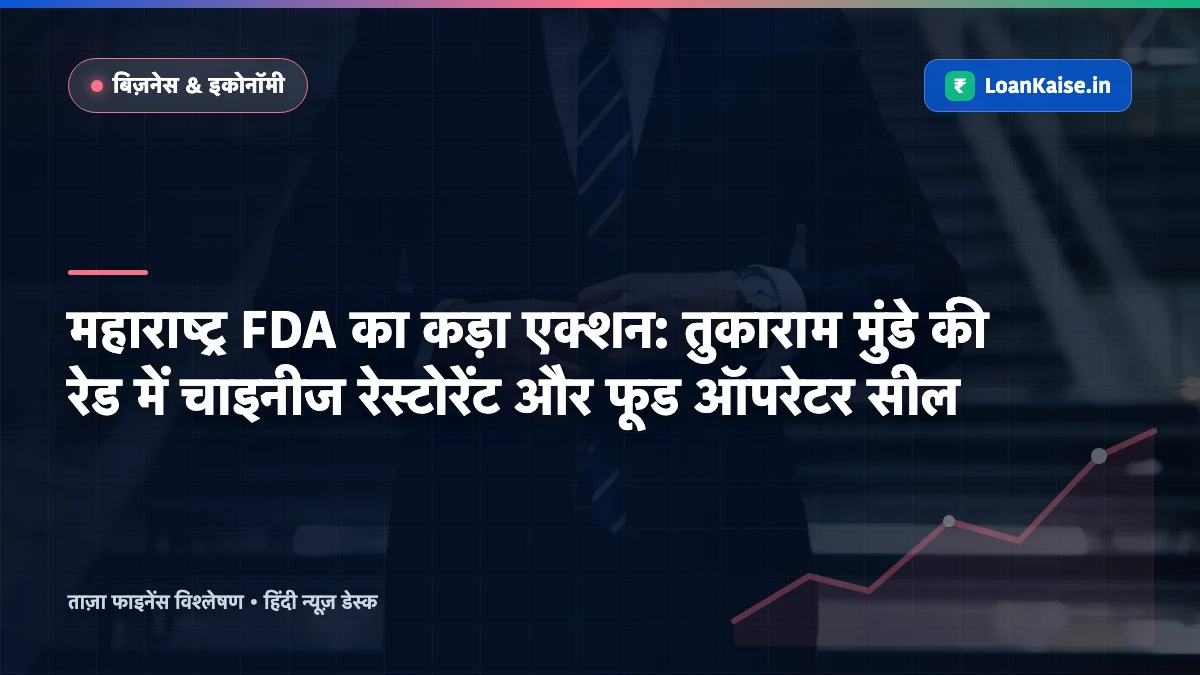 बिज़नेस & इकोनॉमी
₹ LoanKaise.in
महाराष्ट्र FDA का कड़ा एक्शन: तुकाराम मुंडे की
रेड में चाइनीज रेस्टोरेंट और फूड ऑपरेटर सील
ताज़ा फाइनेंस विश्लेषण • हिंदी न्यूज़ डेस्क